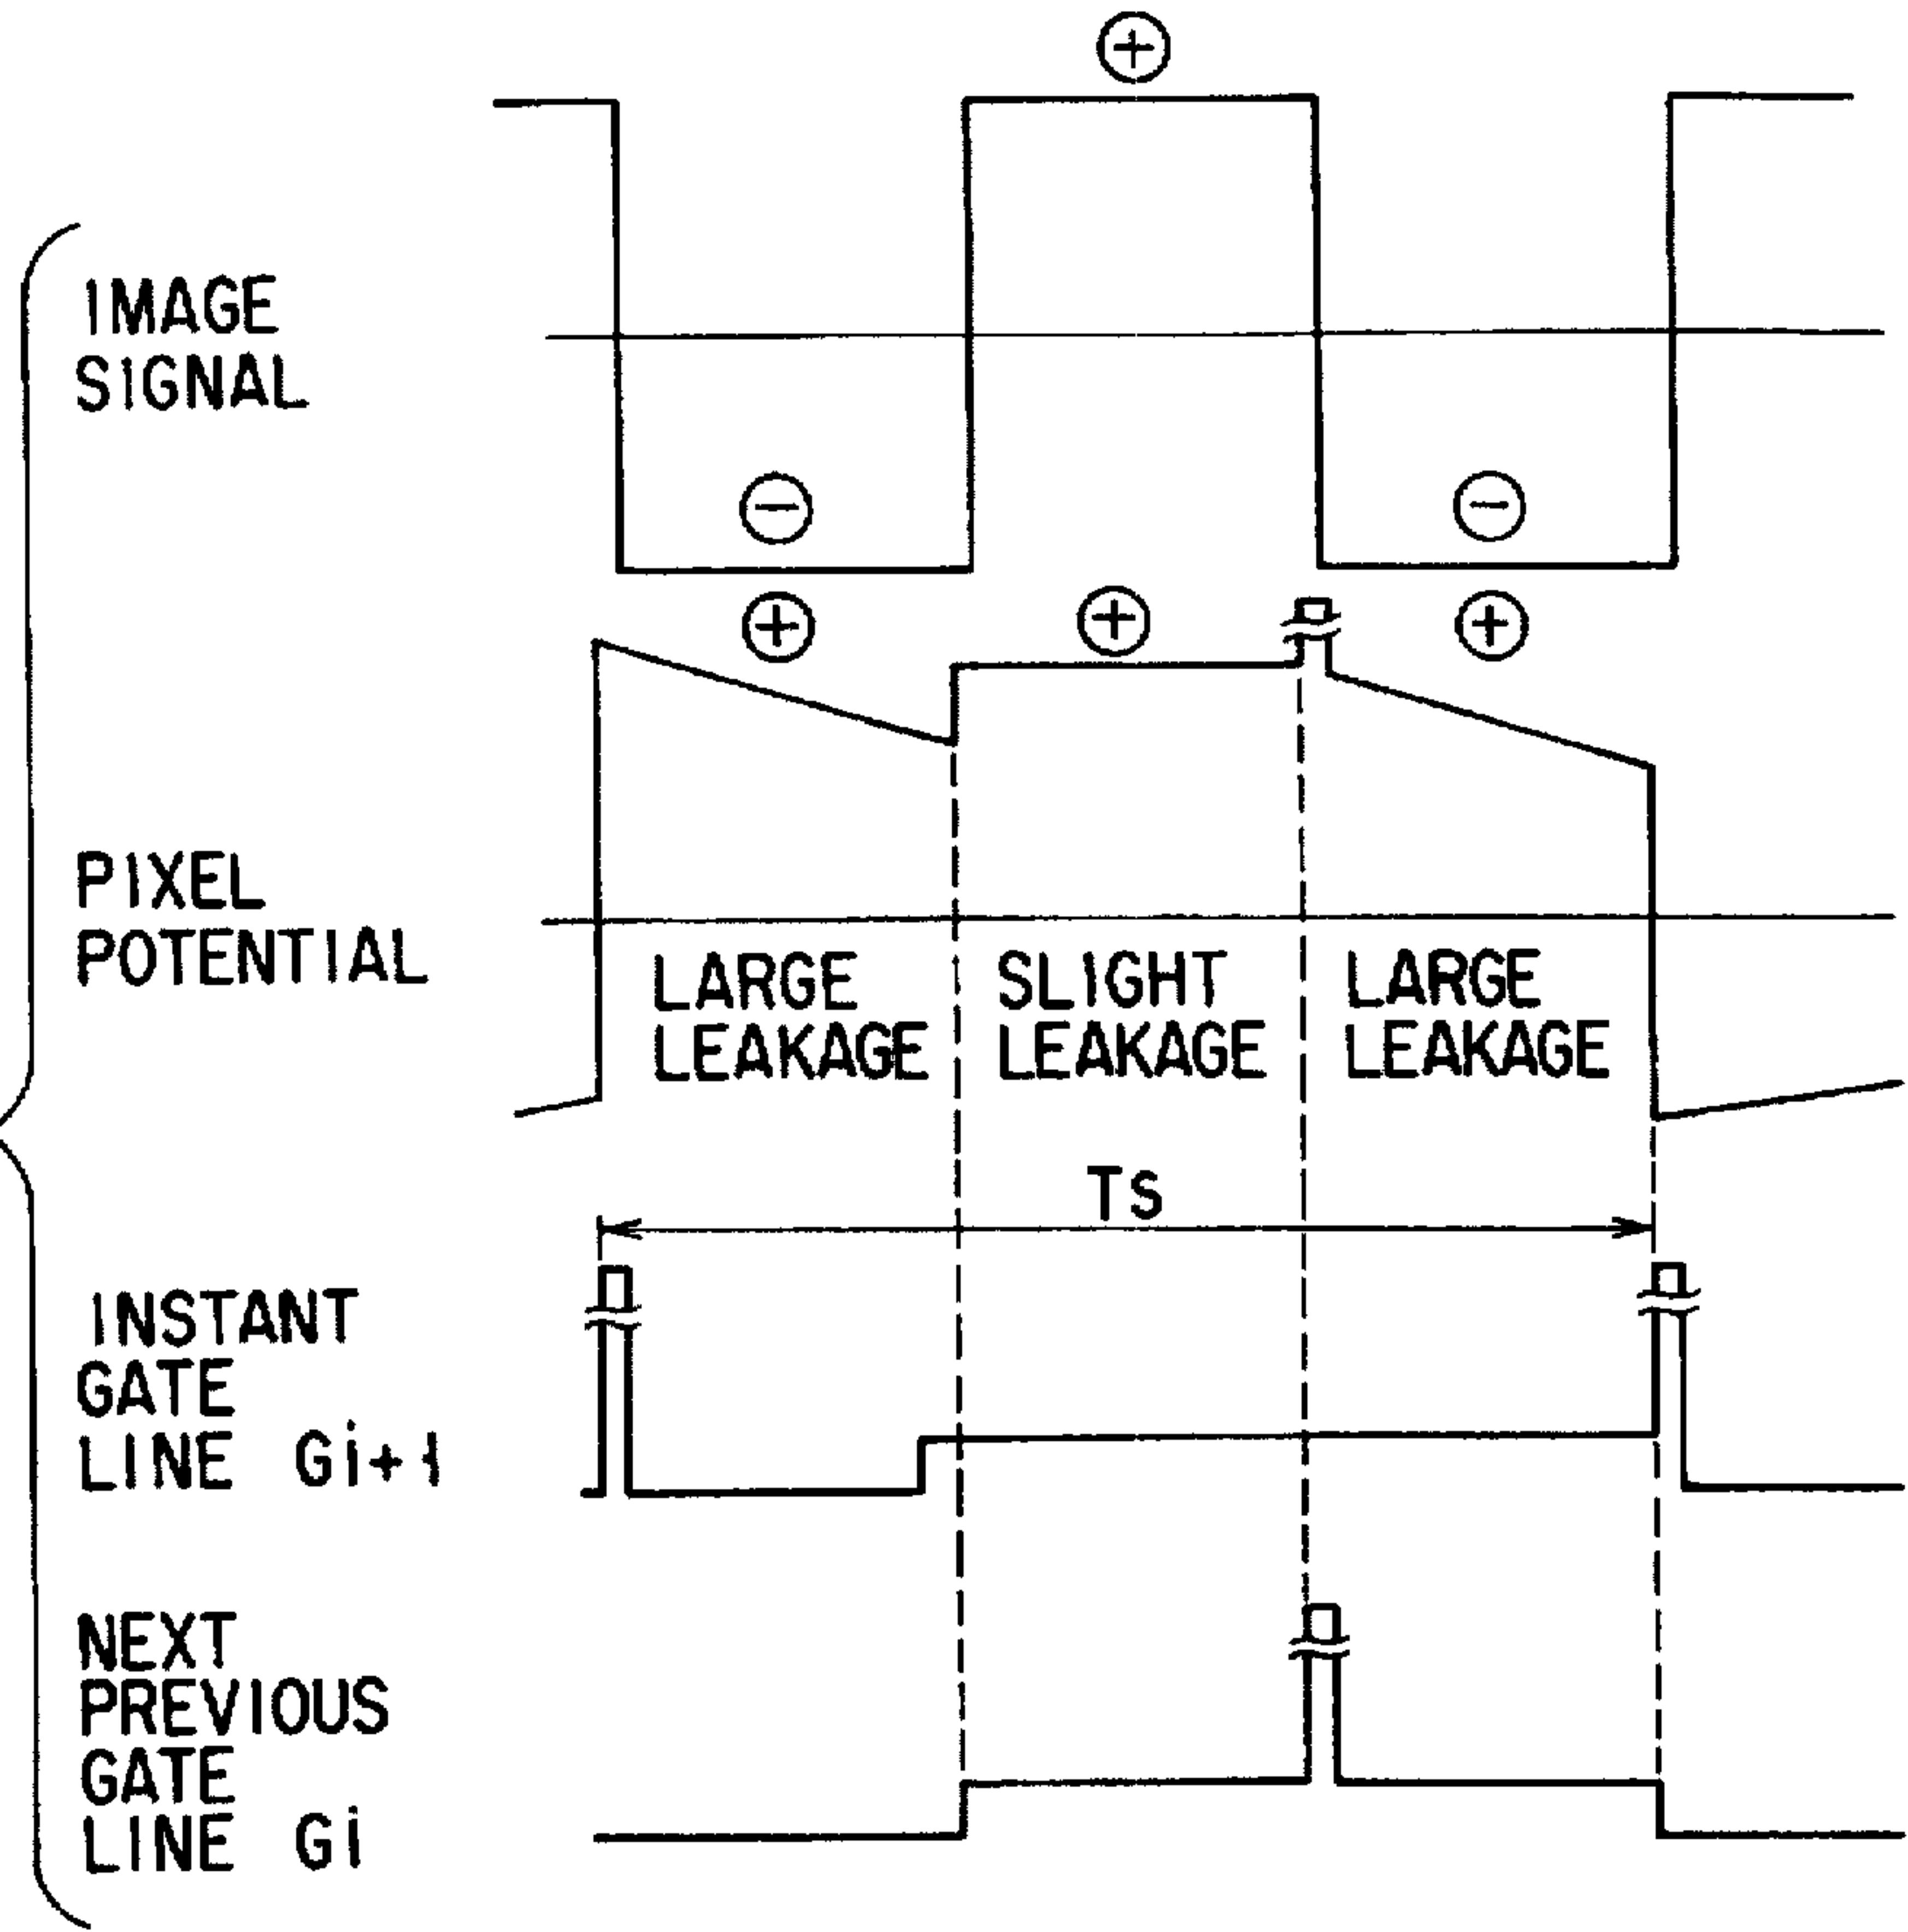 ⊕
IMAGE
SIGNAL
⊖ ⊖
⊕ ⊕ ⊕
PIXEL
POTENTIAL
LARGE SLIGHT LARGE
LEAKAGE LEAKAGE LEAKAGE
Ts
INSTANT
GATE
LINE Gi+1
NEXT
PREVIOUS
GATE
LINE Gi